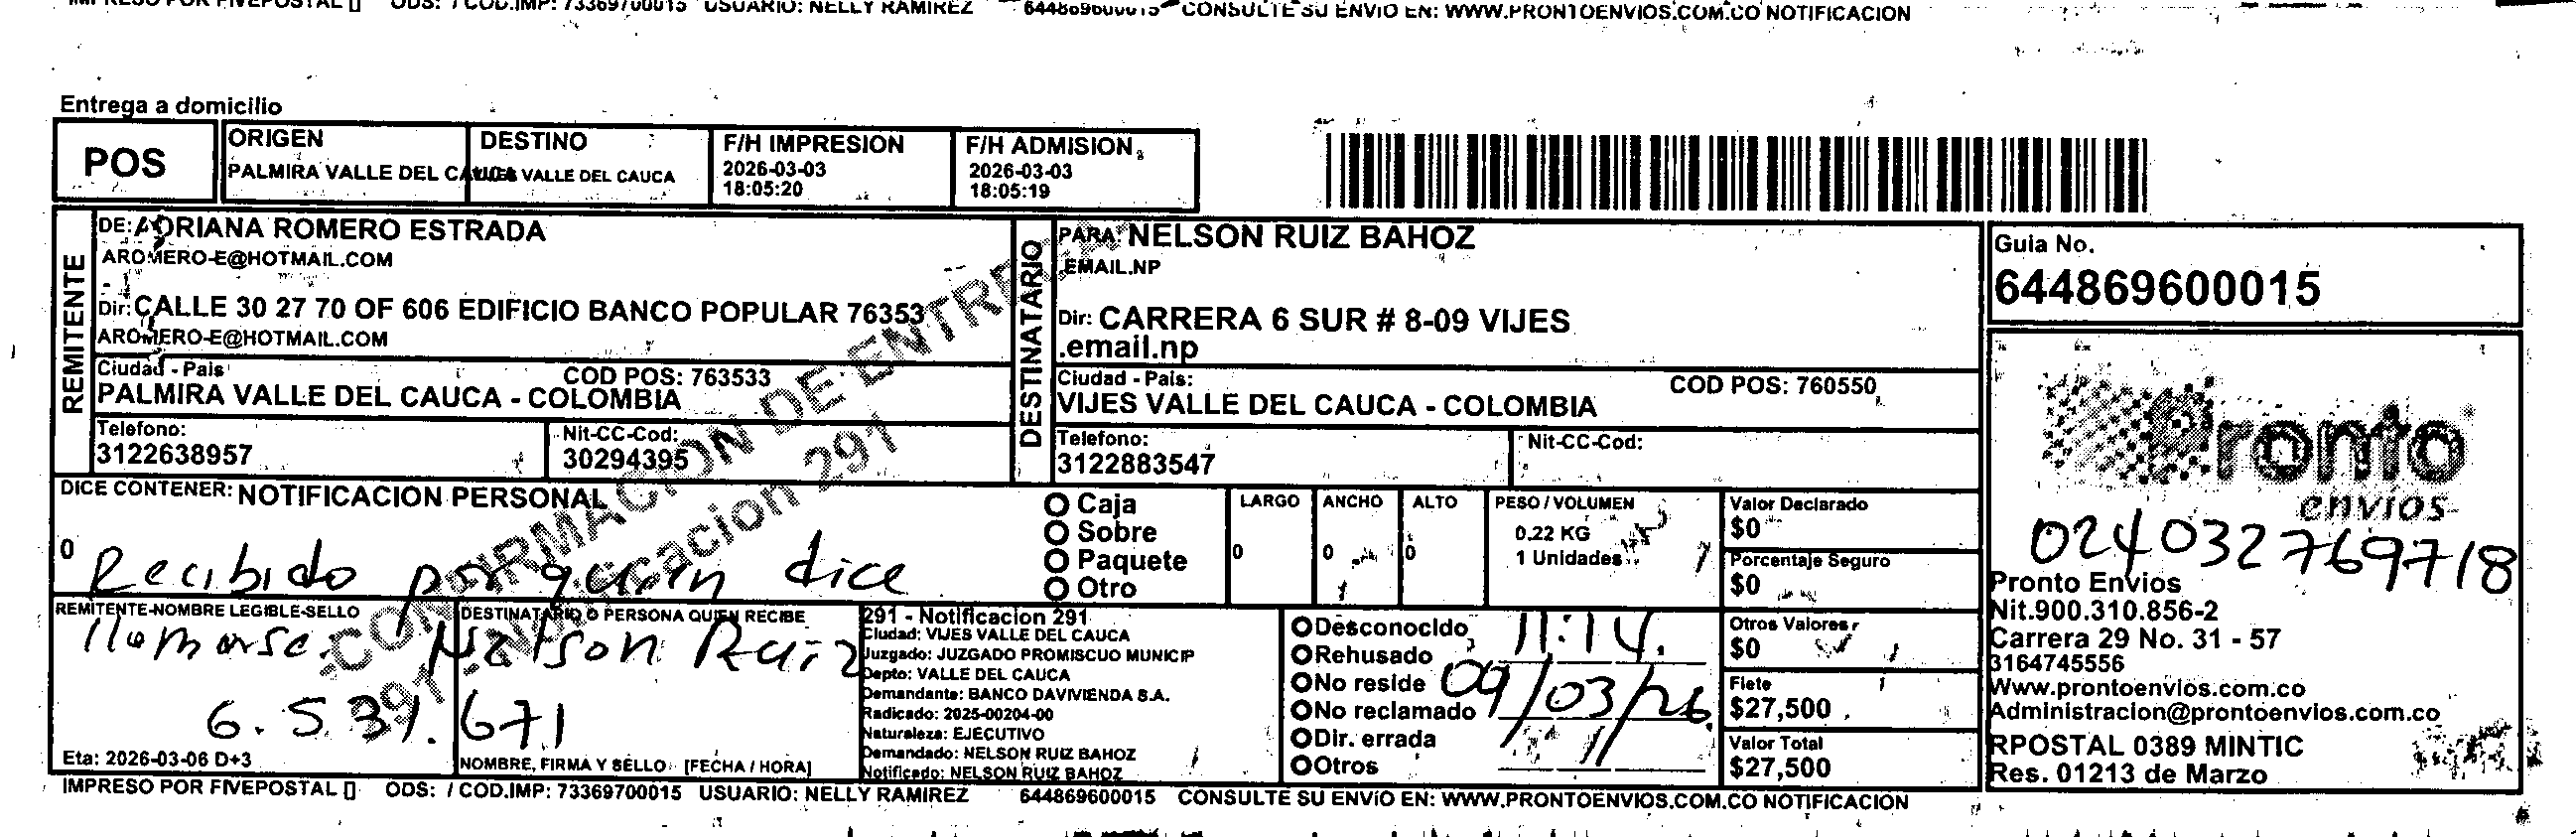 IMPRESO POR FIVEPOSTAL [] ODS: / COD.IMP: 73369700015 USUARIO: NELLY RAMIREZ 644869600015 CONSULTE SU ENVIO EN: WWW.PRONTOENVIOS.COM.CO NOTIFICACION
Entrega a domicilio
POS
ORIGEN
PALMIRA VALLE DEL CAUCA
DESTINO
VIJES VALLE DEL CAUCA
F/H IMPRESION
2026-03-03
18:05:20
F/H ADMISION
2026-03-03
18:05:19
REMITENTE
DE: ADRIANA ROMERO ESTRADA
AROMERO-E@HOTMAIL.COM
Dir: CALLE 30 27 70 OF 606 EDIFICIO BANCO POPULAR 76353
AROMERO-E@HOTMAIL.COM
Ciudad - Pais
COD POS: 763533
PALMIRA VALLE DEL CAUCA - COLOMBIA
Telefono:
3122638957
Nit-CC-Cod:
30294395
DESTINATARIO
PARA: NELSON RUIZ BAHOZ
.EMAIL.NP
Dir: CARRERA 6 SUR # 8-09 VIJES
.email.np
Ciudad - Pais:
COD POS: 760550
VIJES VALLE DEL CAUCA - COLOMBIA
Telefono:
3122883547
Nit-CC-Cod:
Guia No.
644869600015
Pronto
envíos
024032769718
Pronto Envios
Nit.900.310.856-2
Carrera 29 No. 31 - 57
3164745556
Www.prontoenvios.com.co
Administracion@prontoenvios.com.co
RPOSTAL 0389 MINTIC
Res. 01213 de Marzo
DICE CONTENER: NOTIFICACION PERSONAL
0
Recibido por quien dice
llamarse. Nelson Ruiz
6.531.671
CONFIRMACION DE ENTREGA
291 - Notificacion 291
Caja
Sobre
Paquete
Otro
LARGO
0
ANCHO
0
ALTO
0
PESO / VOLUMEN
0.22 KG
1 Unidades
Valor Declarado
$0
Porcentaje Seguro
$0
Otros Valores
$0
Flete
$27,500
Valor Total
$27,500
REMITENTE-NOMBRE LEGIBLE-SELLO
Eta: 2026-03-06 D+3
DESTINATARIO O PERSONA QUIEN RECIBE
NOMBRE, FIRMA Y SELLO [FECHA / HORA]
291 - Notificacion 291
Ciudad: VIJES VALLE DEL CAUCA
Juzgado: JUZGADO PROMISCUO MUNICIP
Depto: VALLE DEL CAUCA
Demandante: BANCO DAVIVIENDA S.A.
Radicado: 2025-00204-00
Naturaleza: EJECUTIVO
Demandado: NELSON RUIZ BAHOZ
Notificado: NELSON RUIZ BAHOZ
Desconocido
Rehusado
No reside
No reclamado
Dir. errada
Otros
11:14.
09/03/26.
IMPRESO POR FIVEPOSTAL [] ODS: / COD.IMP: 73369700015 USUARIO: NELLY RAMIREZ 644869600015 CONSULTE SU ENVIO EN: WWW.PRONTOENVIOS.COM.CO NOTIFICACION